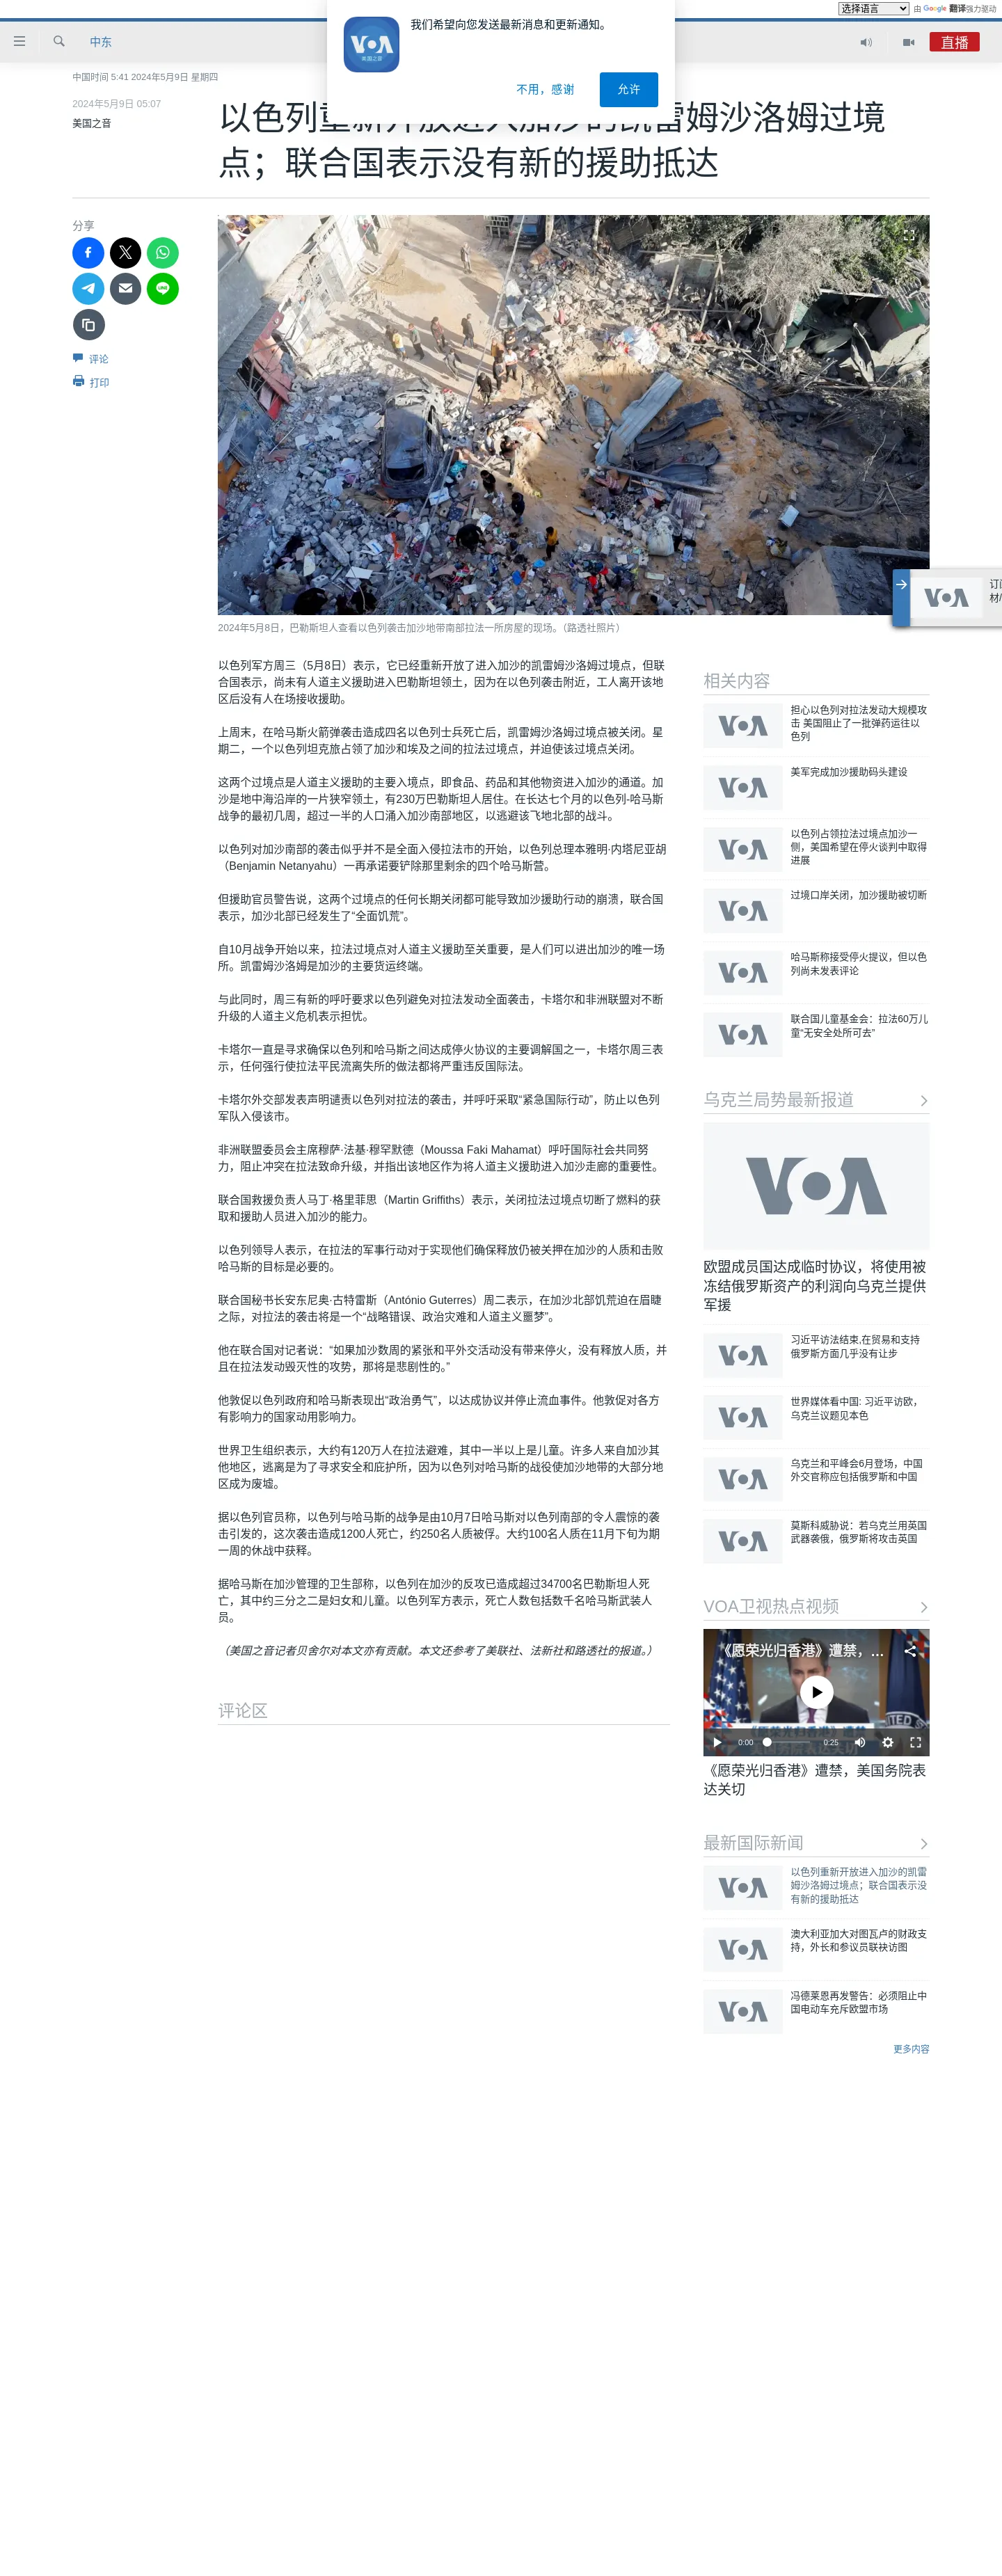 选择语言
由 Google 翻译强力驱动
我们希望向您发送最新消息和更新通知。
VOA
美国之音
不用，感谢
允许
中东
直播
中国时间 5:41 2024年5月9日 星期四
2024年5月9日 05:07
美国之音
以色列重新开放进入加沙的凯雷姆沙洛姆过境
点；联合国表示没有新的援助抵达
分享
评论
打印
VOA
2024年5月8日，巴勒斯坦人查看以色列袭击加沙地带南部拉法一所房屋的现场。（路透社照片）
以色列军方周三（5月8日）表示，它已经重新开放了进入加沙的凯雷姆沙洛姆过境点，但联
合国表示，尚未有人道主义援助进入巴勒斯坦领土，因为在以色列袭击附近，工人离开该地
区后没有人在场接收援助。
上周末，在哈马斯火箭弹袭击造成四名以色列士兵死亡后，凯雷姆沙洛姆过境点被关闭。星
期二，一个以色列坦克旅占领了加沙和埃及之间的拉法过境点，并迫使该过境点关闭。
这两个过境点是人道主义援助的主要入境点，即食品、药品和其他物资进入加沙的通道。加
沙是地中海沿岸的一片狭窄领土，有230万巴勒斯坦人居住。在长达七个月的以色列-哈马斯
战争的最初几周，超过一半的人口涌入加沙南部地区，以逃避该飞地北部的战斗。
以色列对加沙南部的袭击似乎并不是全面入侵拉法市的开始，以色列总理本雅明·内塔尼亚胡
（Benjamin Netanyahu）一再承诺要铲除那里剩余的四个哈马斯营。
但援助官员警告说，这两个过境点的任何长期关闭都可能导致加沙援助行动的崩溃，联合国
表示，加沙北部已经发生了“全面饥荒”。
自10月战争开始以来，拉法过境点对人道主义援助至关重要，是人们可以进出加沙的唯一场
所。凯雷姆沙洛姆是加沙的主要货运终端。
与此同时，周三有新的呼吁要求以色列避免对拉法发动全面袭击，卡塔尔和非洲联盟对不断
升级的人道主义危机表示担忧。
卡塔尔一直是寻求确保以色列和哈马斯之间达成停火协议的主要调解国之一，卡塔尔周三表
示，任何强行使拉法平民流离失所的做法都将严重违反国际法。
卡塔尔外交部发表声明谴责以色列对拉法的袭击，并呼吁采取“紧急国际行动”，防止以色列
军队入侵该市。
非洲联盟委员会主席穆萨·法基·穆罕默德（Moussa Faki Mahamat）呼吁国际社会共同努
力，阻止冲突在拉法致命升级，并指出该地区作为将人道主义援助进入加沙走廊的重要性。
联合国救援负责人马丁·格里菲思（Martin Griffiths）表示，关闭拉法过境点切断了燃料的获
取和援助人员进入加沙的能力。
以色列领导人表示，在拉法的军事行动对于实现他们确保释放仍被关押在加沙的人质和击败
哈马斯的目标是必要的。
联合国秘书长安东尼奥·古特雷斯（António Guterres）周二表示，在加沙北部饥荒迫在眉睫
之际，对拉法的袭击将是一个“战略错误、政治灾难和人道主义噩梦”。
他在联合国对记者说：“如果加沙数周的紧张和平外交活动没有带来停火，没有释放人质，并
且在拉法发动毁灭性的攻势，那将是悲剧性的。”
他敦促以色列政府和哈马斯表现出“政治勇气”，以达成协议并停止流血事件。他敦促对各方
有影响力的国家动用影响力。
世界卫生组织表示，大约有120万人在拉法避难，其中一半以上是儿童。许多人来自加沙其
他地区，逃离是为了寻求安全和庇护所，因为以色列对哈马斯的战役使加沙地带的大部分地
区成为废墟。
据以色列官员称，以色列与哈马斯的战争是由10月7日哈马斯对以色列南部的令人震惊的袭
击引发的，这次袭击造成1200人死亡，约250名人质被俘。大约100名人质在11月下旬为期
一周的休战中获释。
据哈马斯在加沙管理的卫生部称，以色列在加沙的反攻已造成超过34700名巴勒斯坦人死
亡，其中约三分之二是妇女和儿童。以色列军方表示，死亡人数包括数千名哈马斯武装人
员。
（美国之音记者贝舍尔对本文亦有贡献。本文还参考了美联社、法新社和路透社的报道。）
评论区
相关内容
VOA
担心以色列对拉法发动大规模攻
击 美国阻止了一批弹药运往以
色列
VOA
美军完成加沙援助码头建设
VOA
以色列占领拉法过境点加沙一
侧，美国希望在停火谈判中取得
进展
VOA
过境口岸关闭，加沙援助被切断
VOA
哈马斯称接受停火提议，但以色
列尚未发表评论
VOA
联合国儿童基金会：拉法60万儿
童“无安全处所可去”
乌克兰局势最新报道
VOA
欧盟成员国达成临时协议，将使用被
冻结俄罗斯资产的利润向乌克兰提供
军援
VOA
习近平访法结束,在贸易和支持
俄罗斯方面几乎没有让步
VOA
世界媒体看中国: 习近平访欧，
乌克兰议题见本色
VOA
乌克兰和平峰会6月登场，中国
外交官称应包括俄罗斯和中国
VOA
莫斯科威胁说：若乌克兰用英国
武器袭俄，俄罗斯将攻击英国
VOA卫视热点视频
《愿荣光归香港》遭禁，...
0:00
0:25
《愿荣光归香港》遭禁，美国务院表
达关切
最新国际新闻
VOA
以色列重新开放进入加沙的凯雷
姆沙洛姆过境点；联合国表示没
有新的援助抵达
VOA
澳大利亚加大对图瓦卢的财政支
持，外长和参议员联袂访图
VOA
冯德莱恩再发警告：必须阻止中
国电动车充斥欧盟市场
更多内容